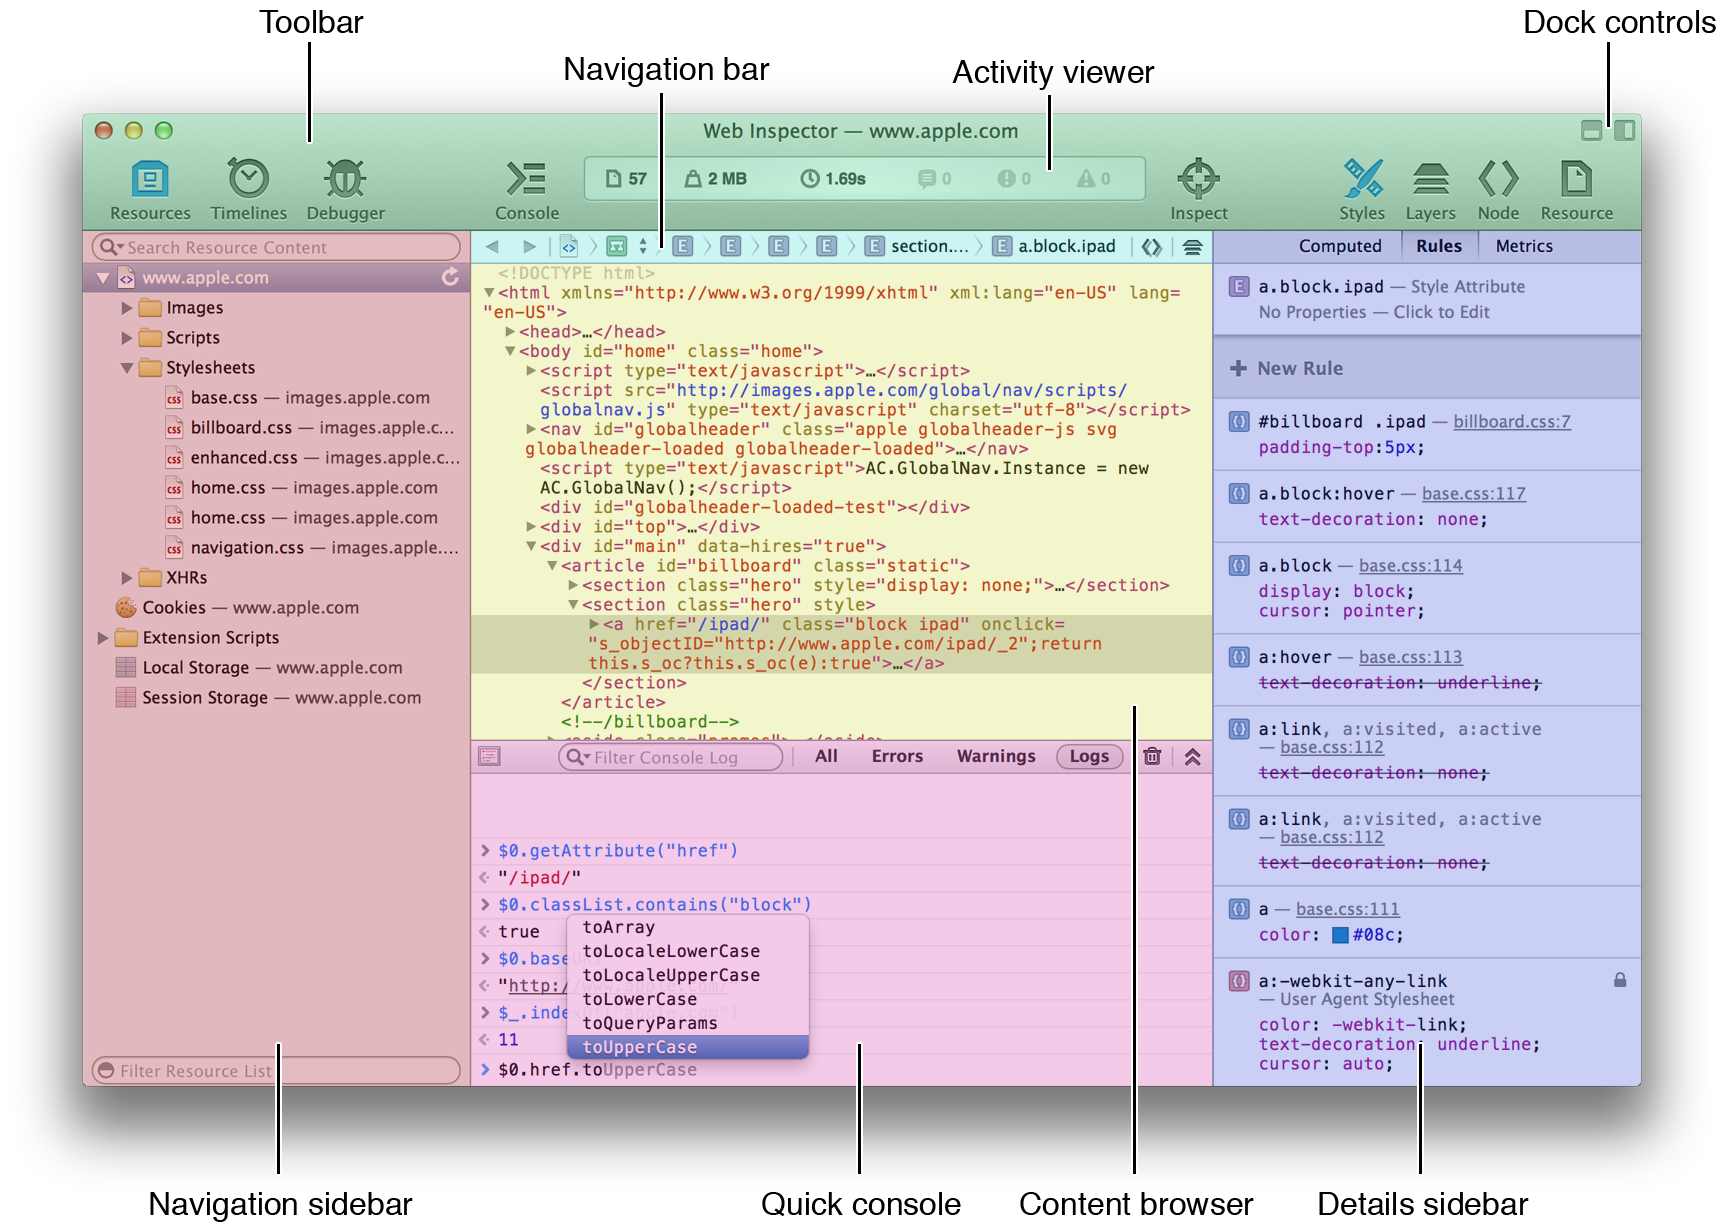 Toolbar
Dock controls
Navigation bar
Activity viewer
Web Inspector — www.apple.com
57
2 MB
1.69s
0
0
0
Resources
Timelines
Debugger
Console
Inspect
Styles
Layers
Node
Resource
Search Resource Content
www.apple.com
Images
Scripts
Stylesheets
base.css — images.apple.com
billboard.css — images.apple.c...
enhanced.css — images.apple.c...
home.css — images.apple.com
home.css — images.apple.com
navigation.css — images.apple....
XHRs
Cookies — www.apple.com
Extension Scripts
Local Storage — www.apple.com
Session Storage — www.apple.com
Filter Resource List
E
E
E
E
E section....
E a.block.ipad
<!DOCTYPE html>
<html xmlns="http://www.w3.org/1999/xhtml" xml:lang="en-US" lang=
"en-US">
<head>…</head>
<body id="home" class="home">
<script type="text/javascript">…</script>
<script src="http://images.apple.com/global/nav/scripts/
globalnav.js" type="text/javascript" charset="utf-8"></script>
<nav id="globalheader" class="apple globalheader-js svg
globalheader-loaded globalheader-loaded">…</nav>
<script type="text/javascript">AC.GlobalNav.Instance = new
AC.GlobalNav();</script>
<div id="globalheader-loaded-test"></div>
<div id="top">…</div>
<div id="main" data-hires="true">
<article id="billboard" class="static">
<section class="hero" style="display: none;">…</section>
<section class="hero" style>
<a href="/ipad/" class="block ipad" onclick=
"s_objectID="http://www.apple.com/ipad/_2";return
this.s_oc?this.s_oc(e):true">…</a>
</section>
</article>
<!--/billboard-->
<aside class="promos">…</aside>
Filter Console Log
All
Errors
Warnings
Logs
$0.getAttribute("href")
"/ipad/"
$0.classList.contains("block")
true
$0.baseURI
"http://www.apple.com/"
$_.indexOf("apple.com")
11
$0.href.toUpperCase
toArray
toLocaleLowerCase
toLocaleUpperCase
toLowerCase
toQueryParams
toUpperCase
Computed
Rules
Metrics
E a.block.ipad — Style Attribute
No Properties — Click to Edit
+ New Rule
{} #billboard .ipad — billboard.css:7
padding-top:5px;
{} a.block:hover — base.css:117
text-decoration: none;
{} a.block — base.css:114
display: block;
cursor: pointer;
{} a:hover — base.css:113
text-decoration: underline;
{} a:link, a:visited, a:active
— base.css:112
text-decoration: none;
{} a:link, a:visited, a:active
— base.css:112
text-decoration: none;
{} a — base.css:111
color: #08c;
{} a:-webkit-any-link
— User Agent Stylesheet
color: -webkit-link;
text-decoration: underline;
cursor: auto;
Navigation sidebar
Quick console
Content browser
Details sidebar